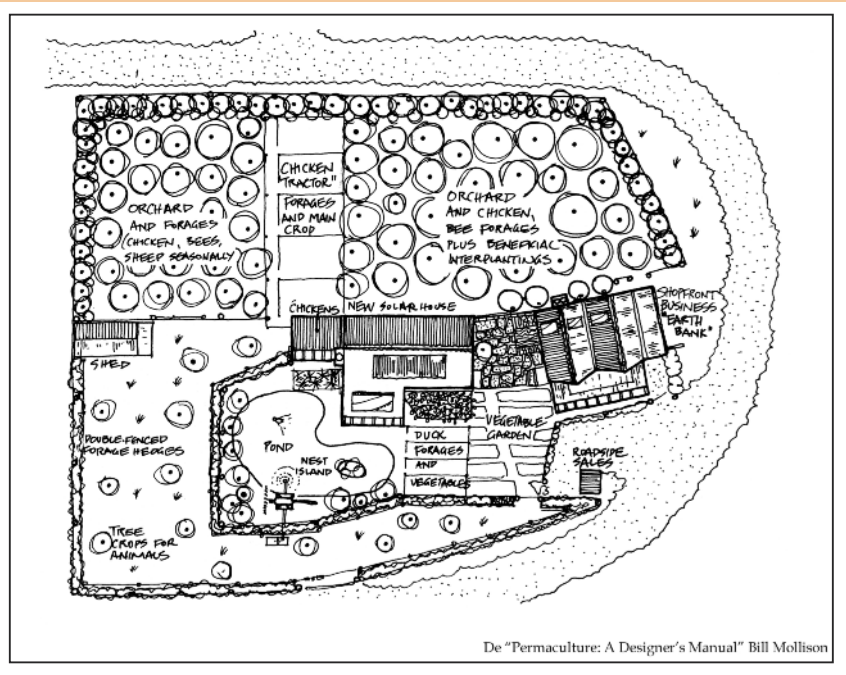 CHICKEN
"TRACTOR"
FORAGES
AND MAIN
CROP
ORCHARD
AND FORAGES
CHICKEN, BEES,
SHEEP SEASONALLY
ORCHARD
AND CHICKEN,
BEE FORAGES
PLUS BENEFICIAL
INTERPLANTINGS
CHICKENS
NEW SOLAR HOUSE
SHOPFRONT
BUSINESS
"EARTH
BANK"
SHED
DOUBLE-FENCED
FORAGE HEDGES
POND
NEST
ISLAND
DUCK
FORAGES
AND
VEGETABLES
VEGETABLE
GARDEN
ROADSIDE
SALES
TREE
CROPS FOR
ANIMALS
De "Permaculture: A Designer's Manual" Bill Mollison